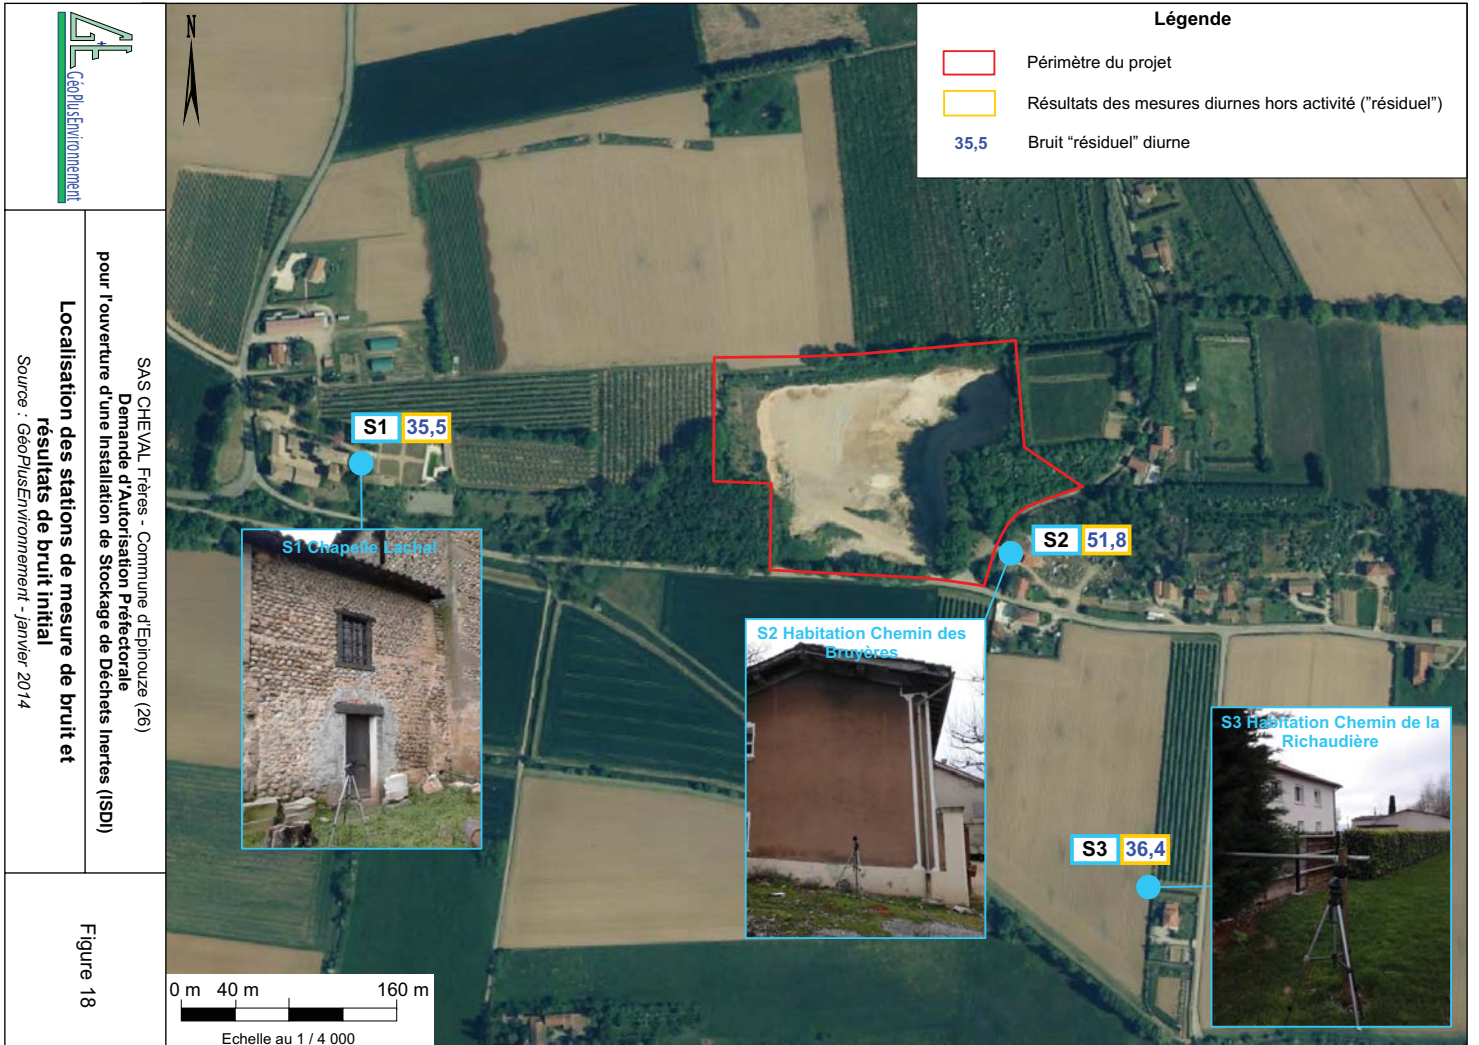 GéoPlusEnvironnement
SAS CHEVAL Frères - Commune d'Epinouze (26)
Demande d'Autorisation Préfectorale
pour l'ouverture d'une Installation de Stockage de Déchets Inertes (ISDI)
Localisation des stations de mesure de bruit et
résultats de bruit initial
Source : GéoPlusEnvironnement - janvier 2014
Figure 18
N
Légende
Périmètre du projet
Résultats des mesures diurnes hors activité ("résiduel")
35,5 Bruit “résiduel” diurne
S1 35,5
S1 Chapelle Lachal
S2 51,8
S2 Habitation Chemin des
Bruyères
S3 36,4
S3 Habitation Chemin de la
Richaudière
0 m 40 m 160 m
Echelle au 1 / 4 000